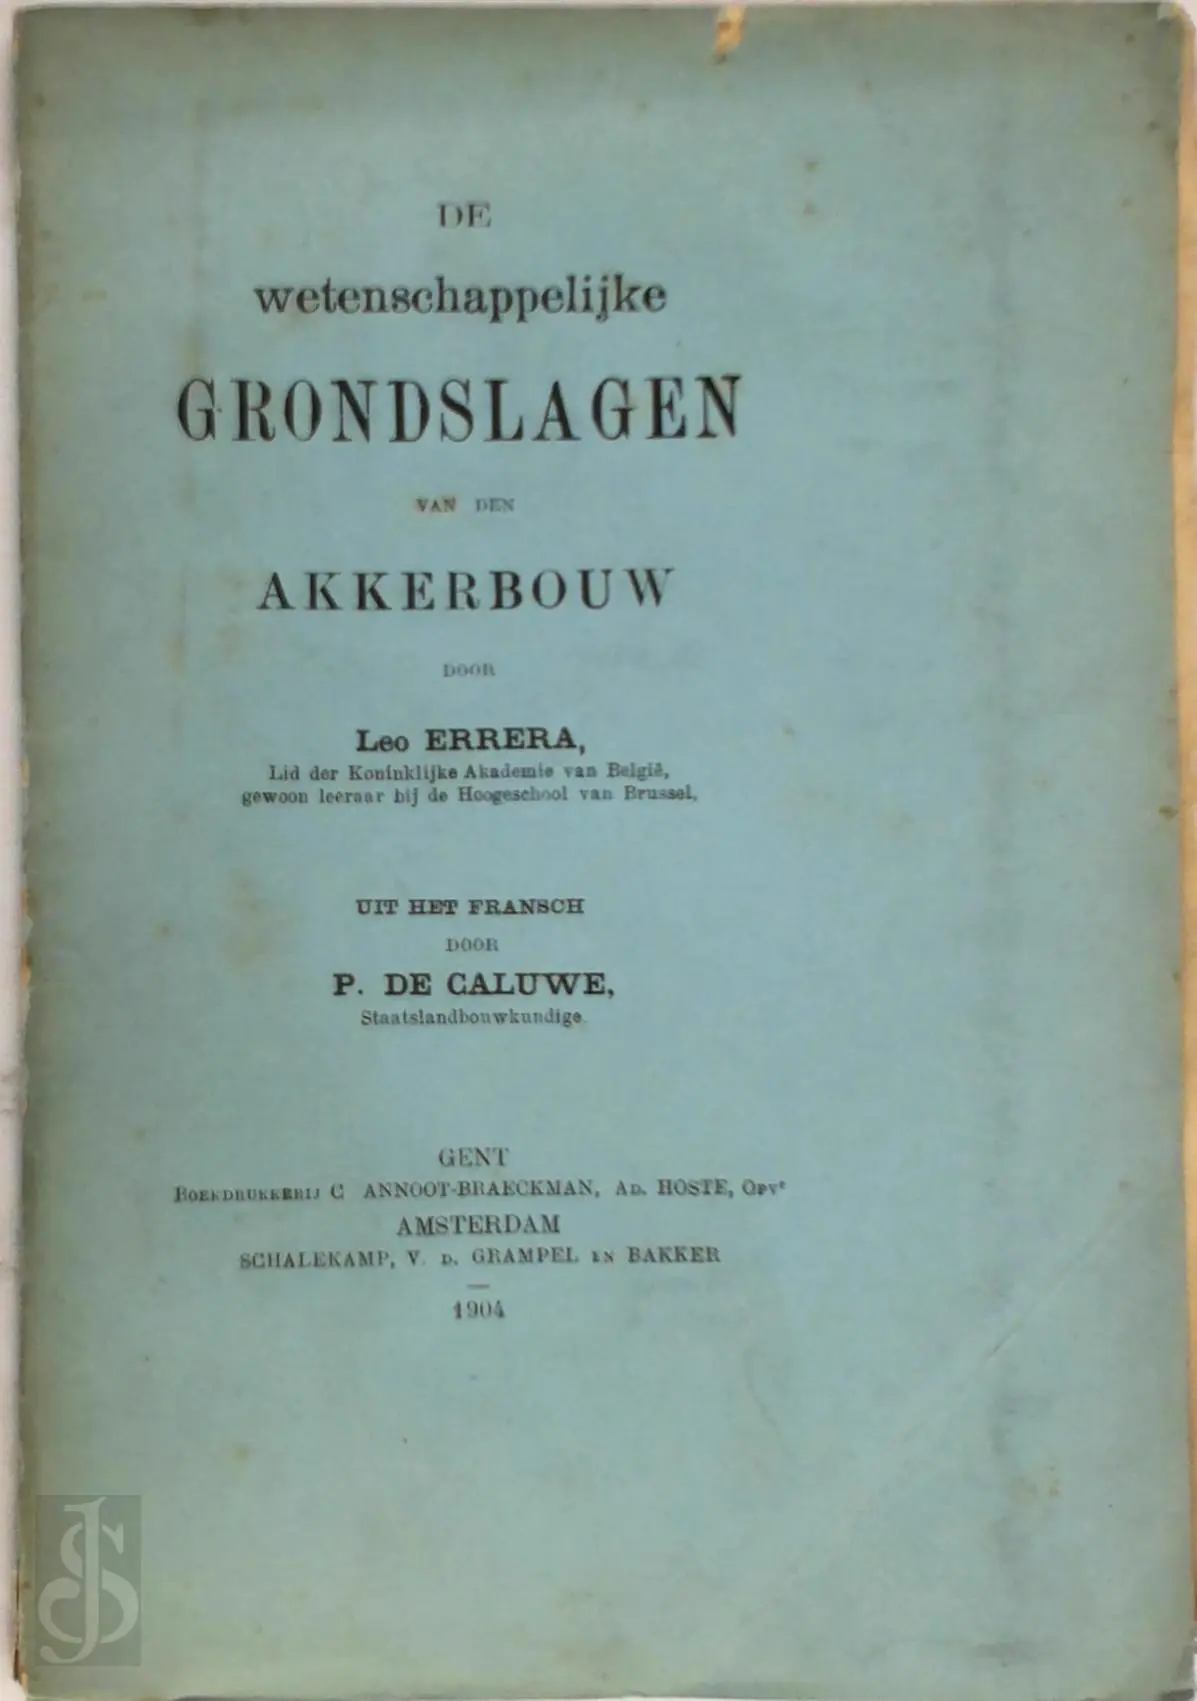 DE
wetenschappelijke
GRONDSLAGEN
VAN DEN
AKKERBOUW
DOOR
Leo ERRERA,
Lid der Koninklijke Akademie van België,
gewoon leeraar bij de Hoogeschool van Brussel,
UIT HET FRANSCH
DOOR
P. DE CALUWE,
Staatslandbouwkundige.
GENT
BOEKDRUKKERIJ C ANNOOT-BRAECKMAN, AD. HOSTE, OPVr
AMSTERDAM
SCHALEKAMP, V. D. GRAMPEL EN BAKKER
1904
JS